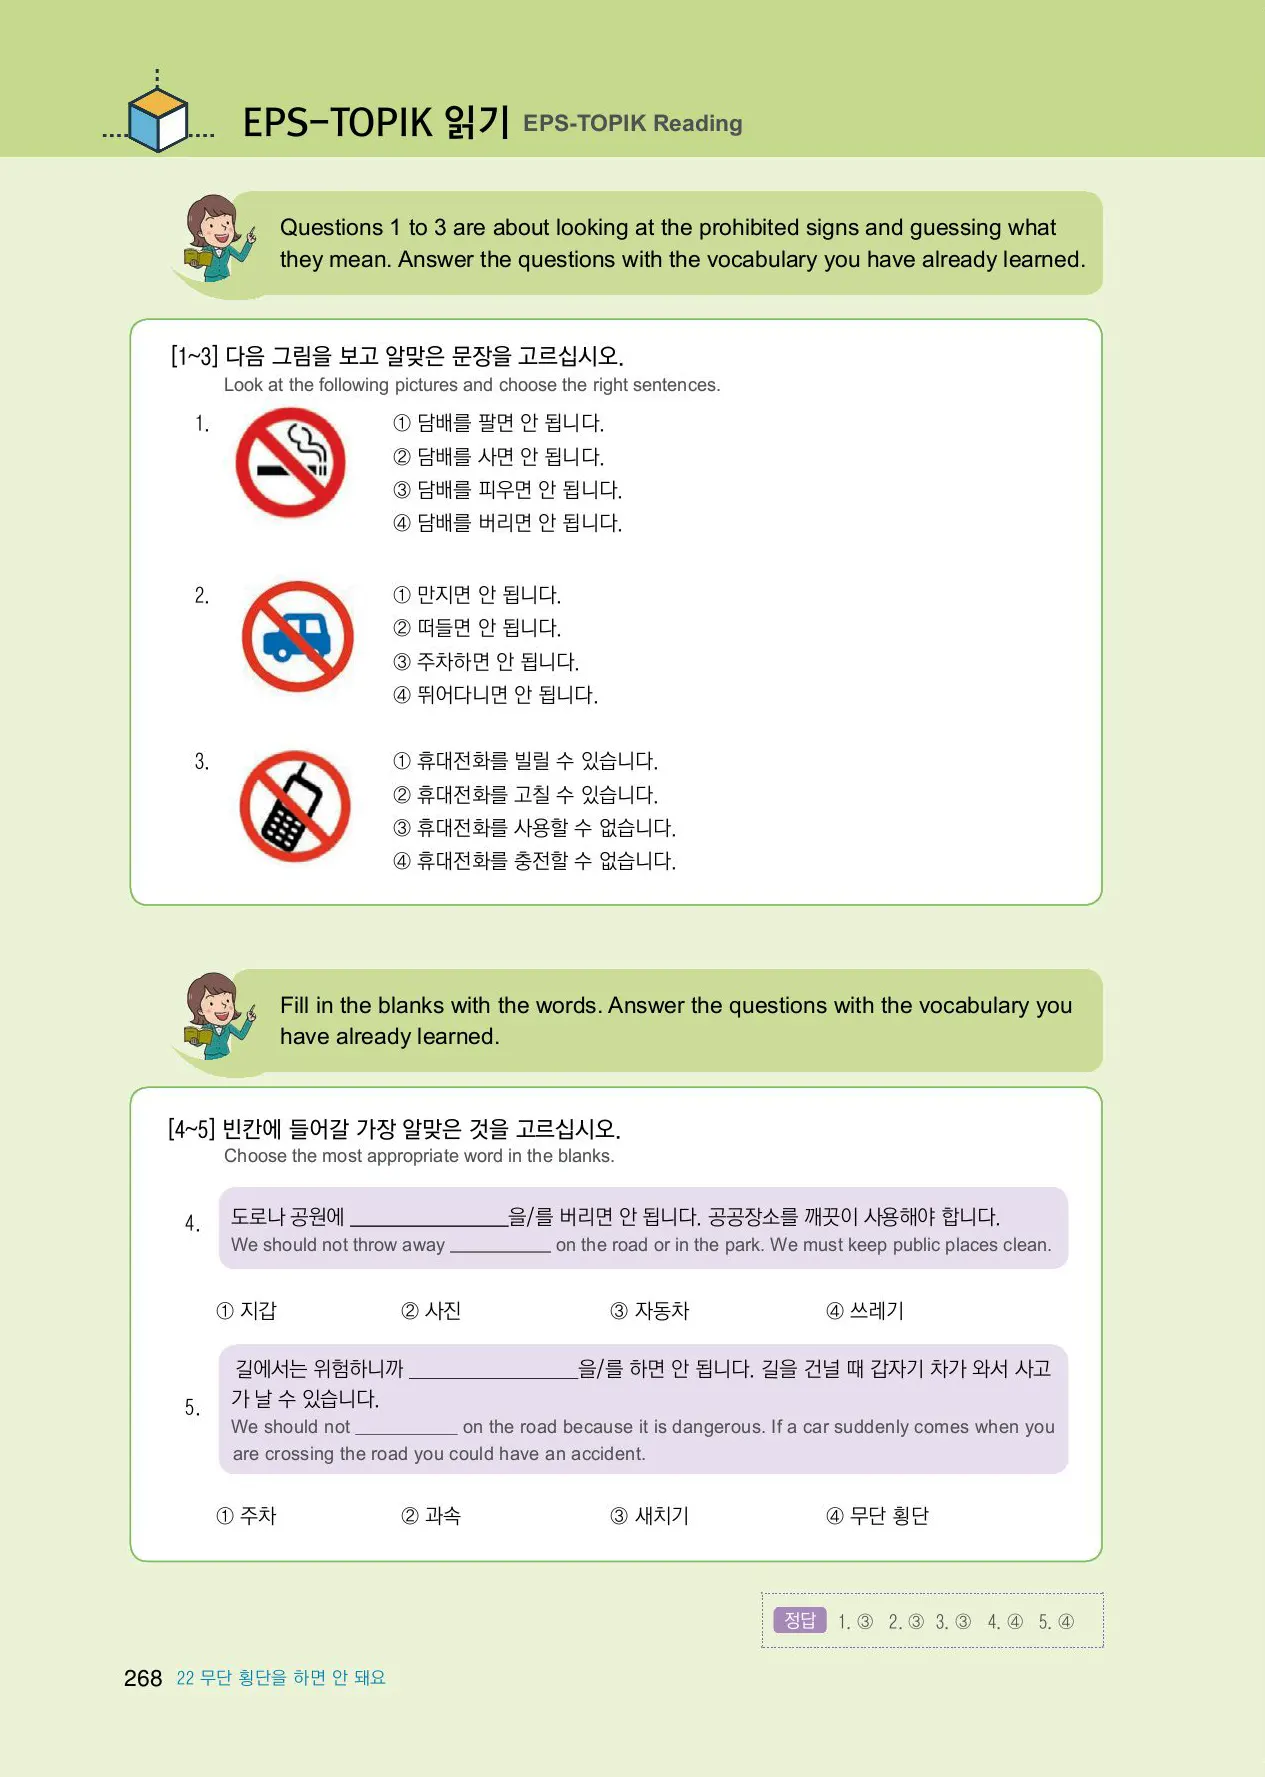 EPS-TOPIK 읽기 EPS-TOPIK Reading
Questions 1 to 3 are about looking at the prohibited signs and guessing what
they mean. Answer the questions with the vocabulary you have already learned.
[1~3] 다음 그림을 보고 알맞은 문장을 고르십시오.
Look at the following pictures and choose the right sentences.
1. ① 담배를 팔면 안 됩니다.
② 담배를 사면 안 됩니다.
③ 담배를 피우면 안 됩니다.
④ 담배를 버리면 안 됩니다.
2. ① 만지면 안 됩니다.
② 떠들면 안 됩니다.
③ 주차하면 안 됩니다.
④ 뛰어다니면 안 됩니다.
3. ① 휴대전화를 빌릴 수 있습니다.
② 휴대전화를 고칠 수 있습니다.
③ 휴대전화를 사용할 수 없습니다.
④ 휴대전화를 충전할 수 없습니다.
Fill in the blanks with the words. Answer the questions with the vocabulary you
have already learned.
[4~5] 빈칸에 들어갈 가장 알맞은 것을 고르십시오.
Choose the most appropriate word in the blanks.
4. 도로나 공원에 ______________을/를 버리면 안 됩니다. 공공장소를 깨끗이 사용해야 합니다.
We should not throw away __________ on the road or in the park. We must keep public places clean.
① 지갑 ② 사진 ③ 자동차 ④ 쓰레기
5. 길에서는 위험하니까 ______________을/를 하면 안 됩니다. 길을 건널 때 갑자기 차가 와서 사고
가 날 수 있습니다.
We should not __________ on the road because it is dangerous. If a car suddenly comes when you
are crossing the road you could have an accident.
① 주차 ② 과속 ③ 새치기 ④ 무단 횡단
정답 1. ③ 2. ③ 3. ③ 4. ④ 5. ④
268 22 무단 횡단을 하면 안 돼요